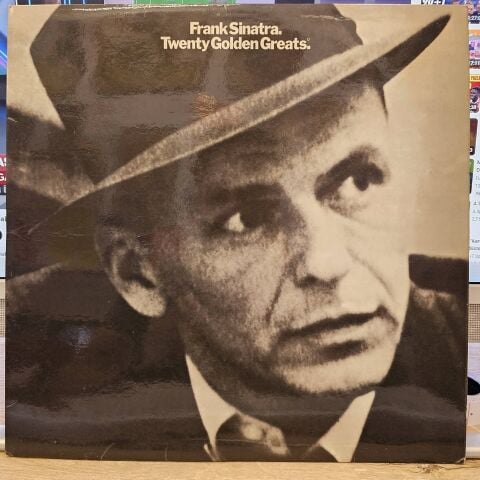 Frank Sinatra.
Twenty Golden Greats.